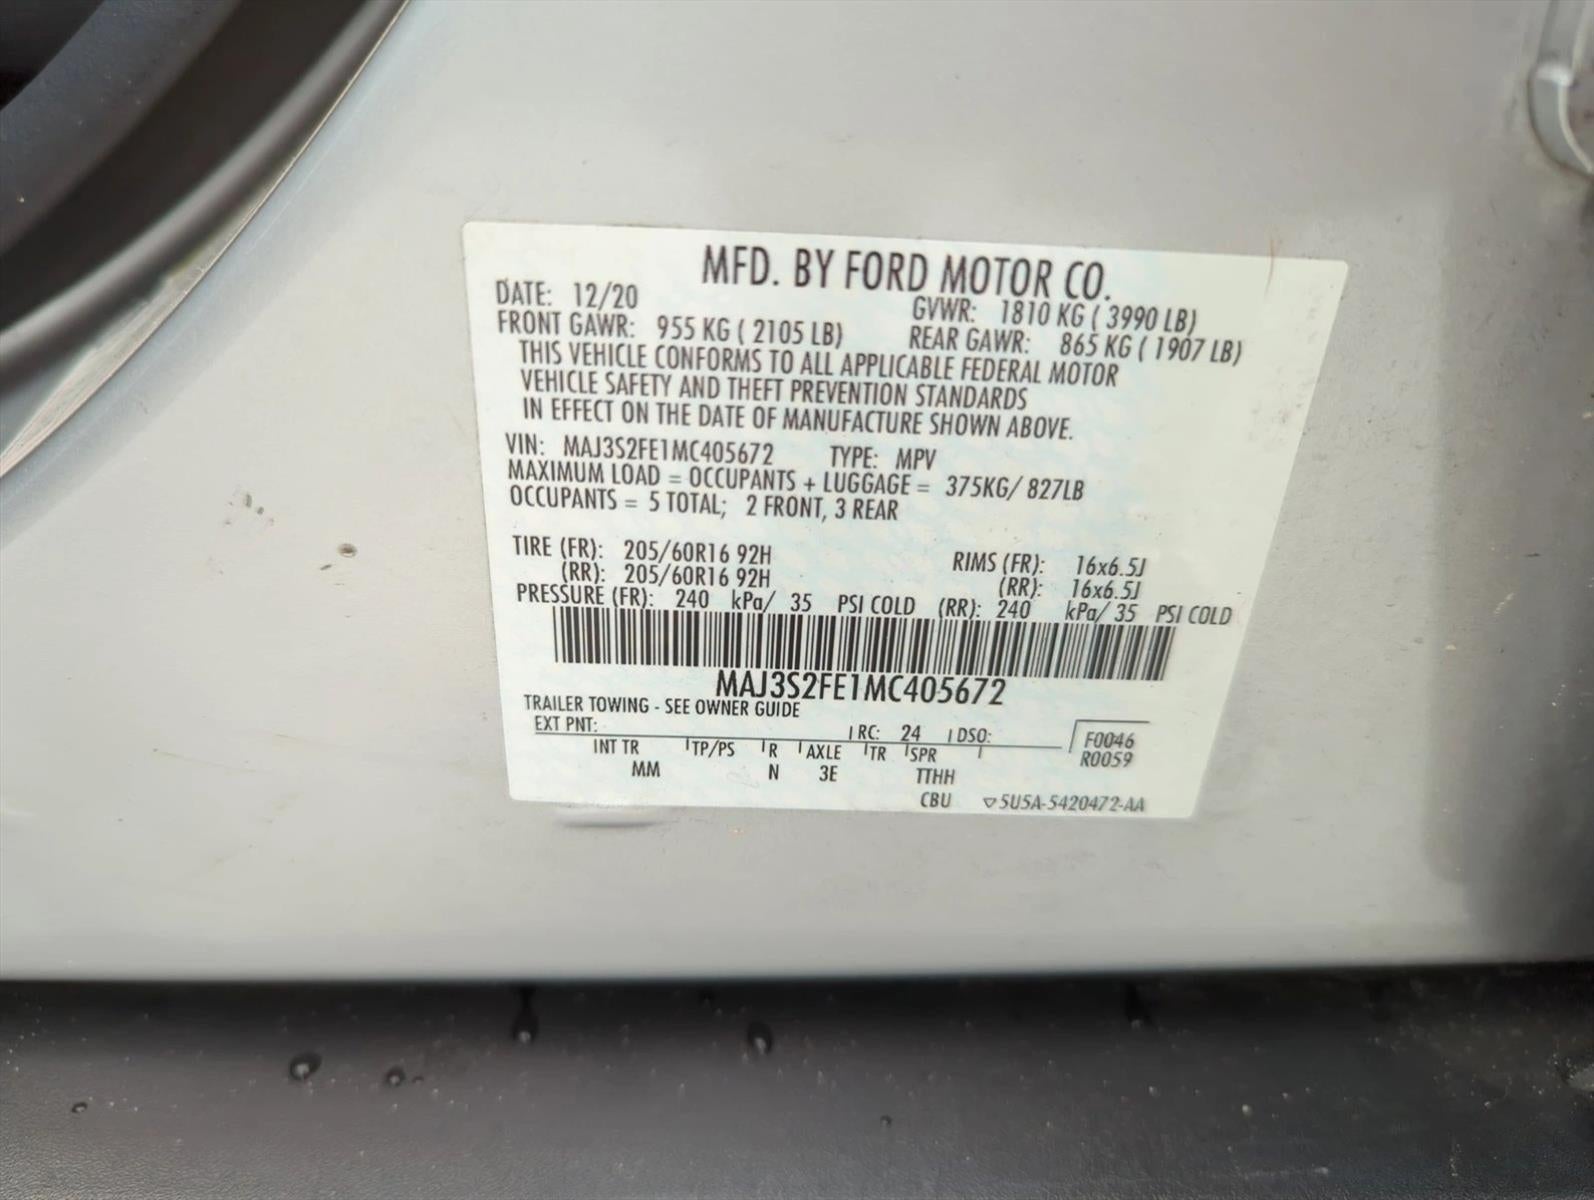 MFD. BY FORD MOTOR CO.
DATE: 12/20 GVWR: 1810 KG ( 3990 LB)
FRONT GAWR: 955 KG ( 2105 LB) REAR GAWR: 865 KG ( 1907 LB)
THIS VEHICLE CONFORMS TO ALL APPLICABLE FEDERAL MOTOR
VEHICLE SAFETY AND THEFT PREVENTION STANDARDS
IN EFFECT ON THE DATE OF MANUFACTURE SHOWN ABOVE.
VIN: MAJ3S2FE1MC405672 TYPE: MPV
MAXIMUM LOAD = OCCUPANTS + LUGGAGE = 375KG/ 827LB
OCCUPANTS = 5 TOTAL; 2 FRONT, 3 REAR
TIRE (FR): 205/60R16 92H RIMS (FR): 16x6.5J
(RR): 205/60R16 92H (RR): 16x6.5J
PRESSURE (FR): 240 kPa/ 35 PSI COLD (RR): 240 kPa/ 35 PSI COLD
MAJ3S2FE1MC405672
TRAILER TOWING - SEE OWNER GUIDE
EXT PNT: RC: 24 DSO: F0046
INT TR TP/PS R AXLE TR SPR R0059
MM N 3E TTHH
CBU ▽5U5A-5420472-AA